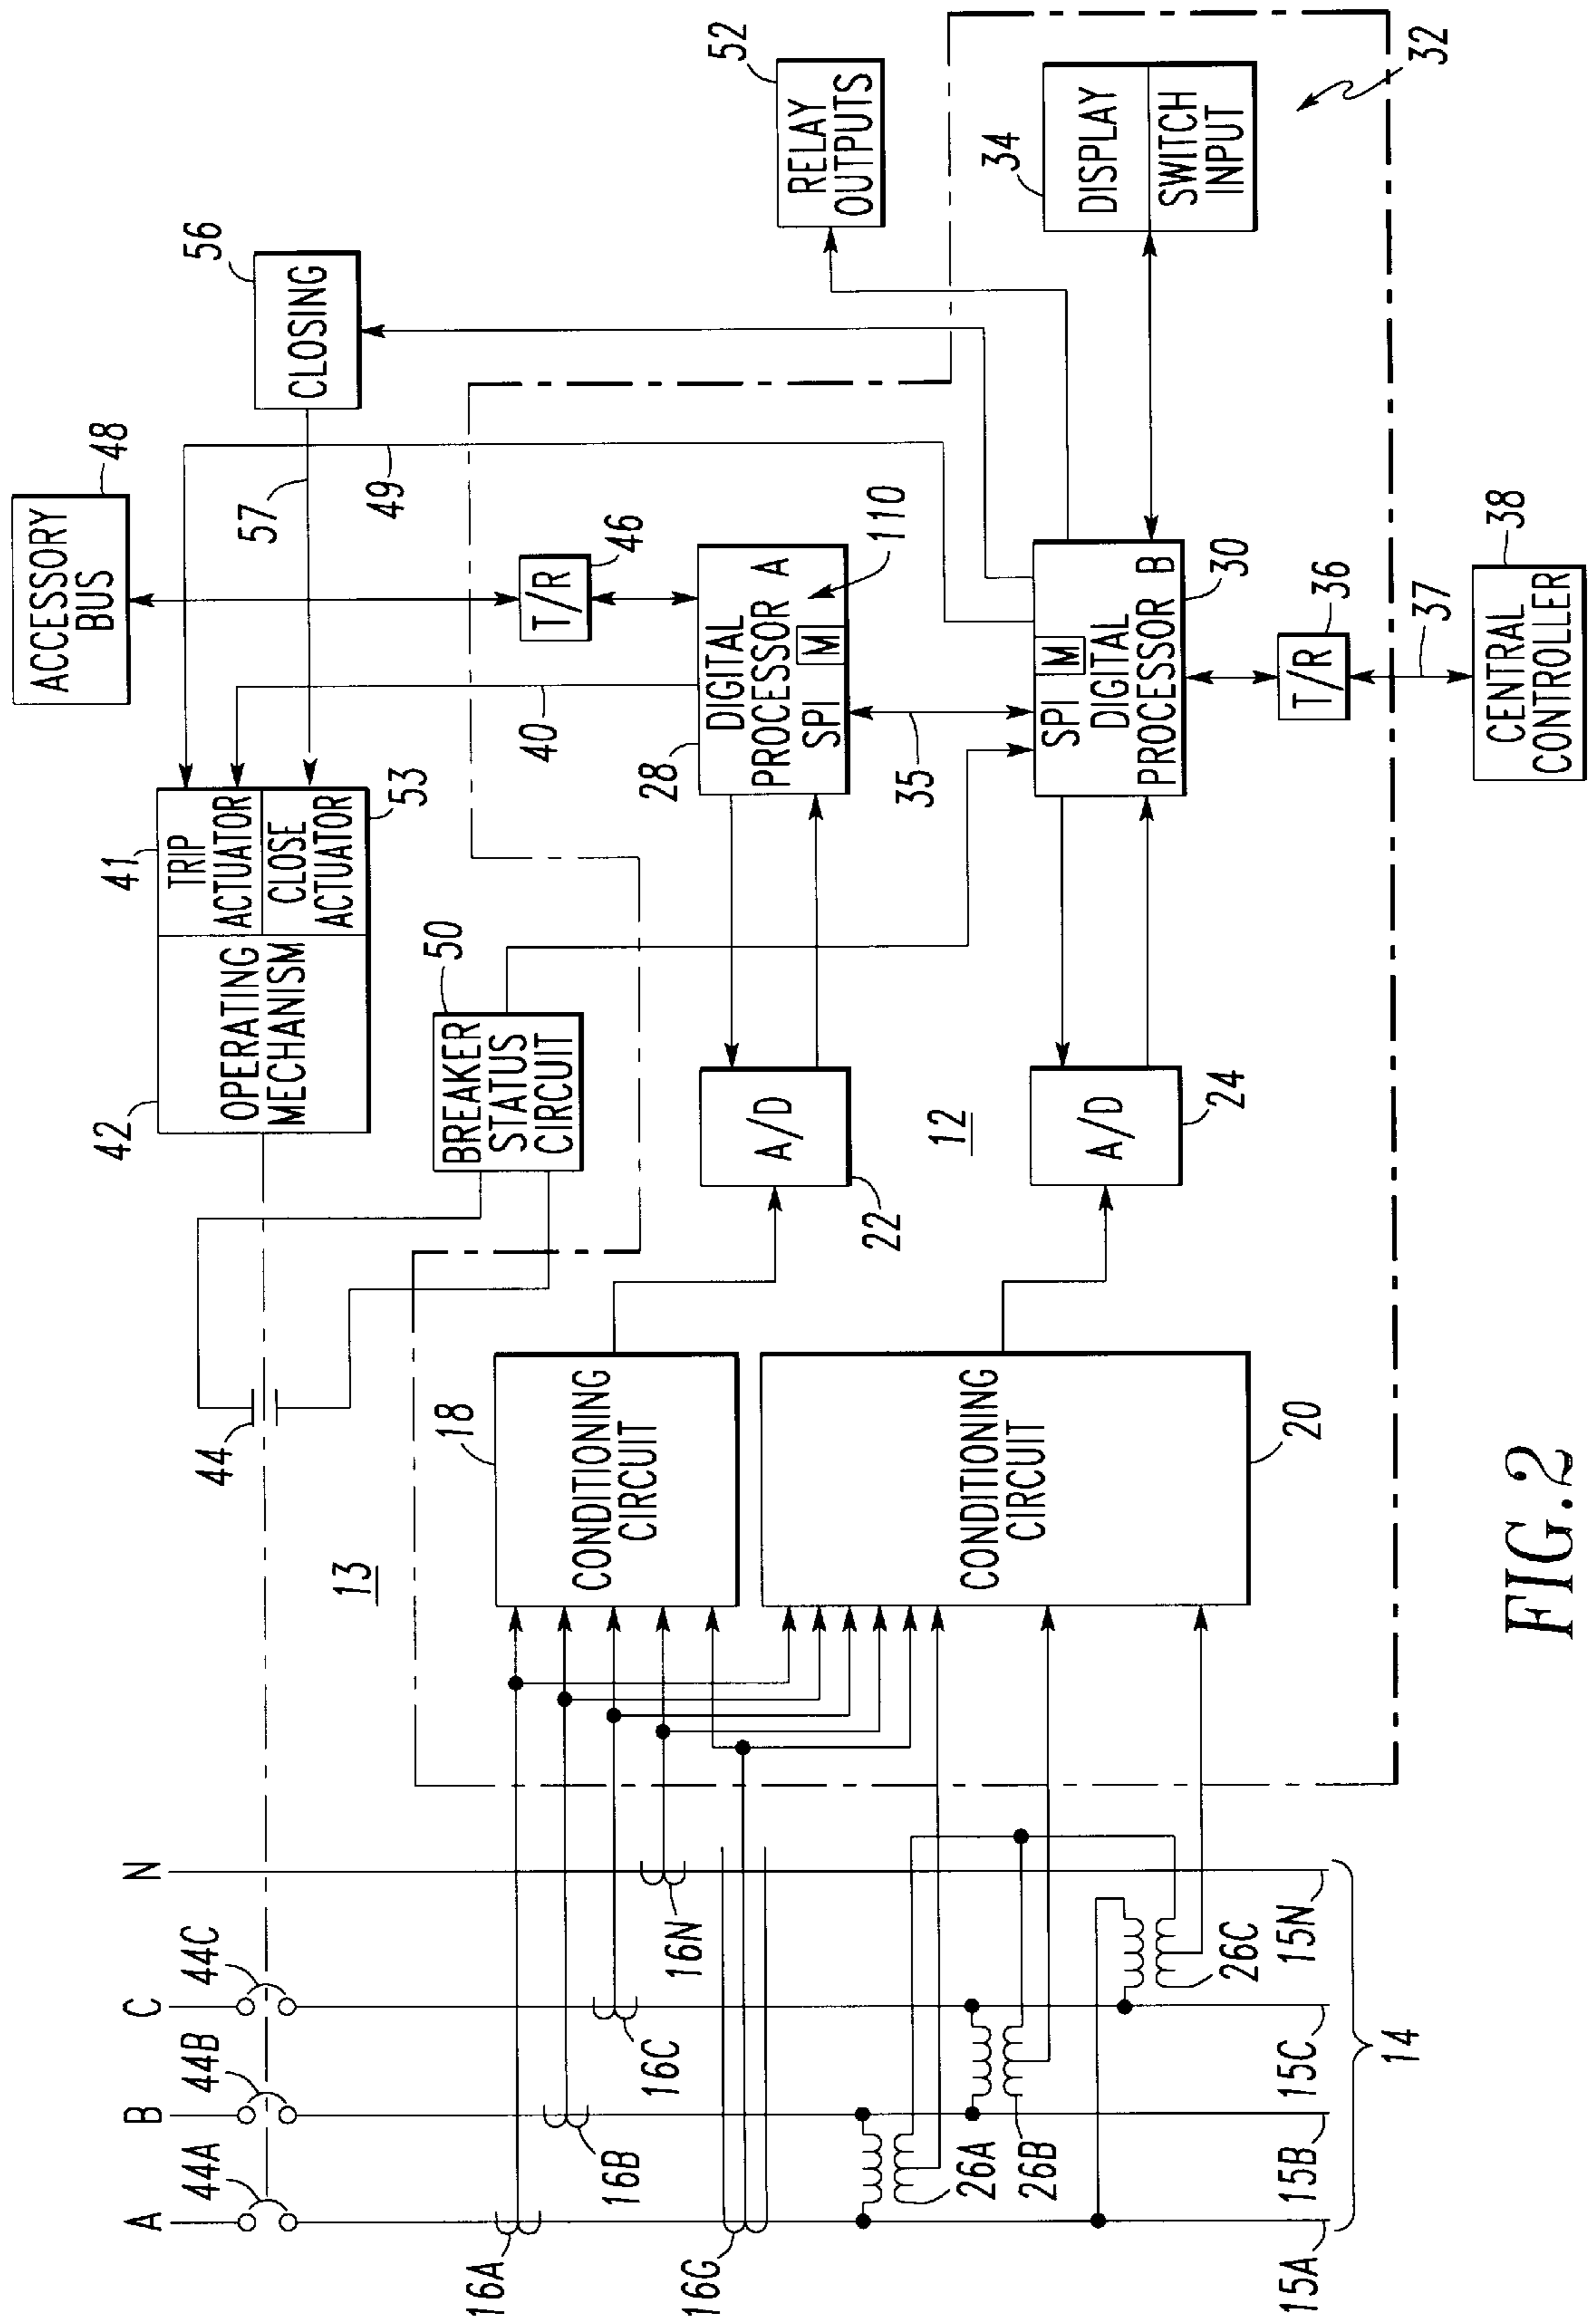 A
B
C
N
44A
44B
44C
16A
16B
16C
16N
16G
26A
26B
26C
15A
15B
15C
15N
14
44
13
42
OPERATING
MECHANISM
41
TRIP
ACTUATOR
CLOSE
ACTUATOR
53
50
BREAKER
STATUS
CIRCUIT
18
CONDITIONING
CIRCUIT
CONDITIONING
CIRCUIT
20
A/D
22
12
A/D
24
ACCESSORY
BUS
48
57
49
CLOSING
56
40
T/R
46
28
DIGITAL
PROCESSOR A
SPI M
110
35
SPI M
DIGITAL
PROCESSOR B
30
T/R
36
37
CENTRAL
CONTROLLER
38
52
RELAY
OUTPUTS
34
DISPLAY
SWITCH
INPUT
32
FIG.2